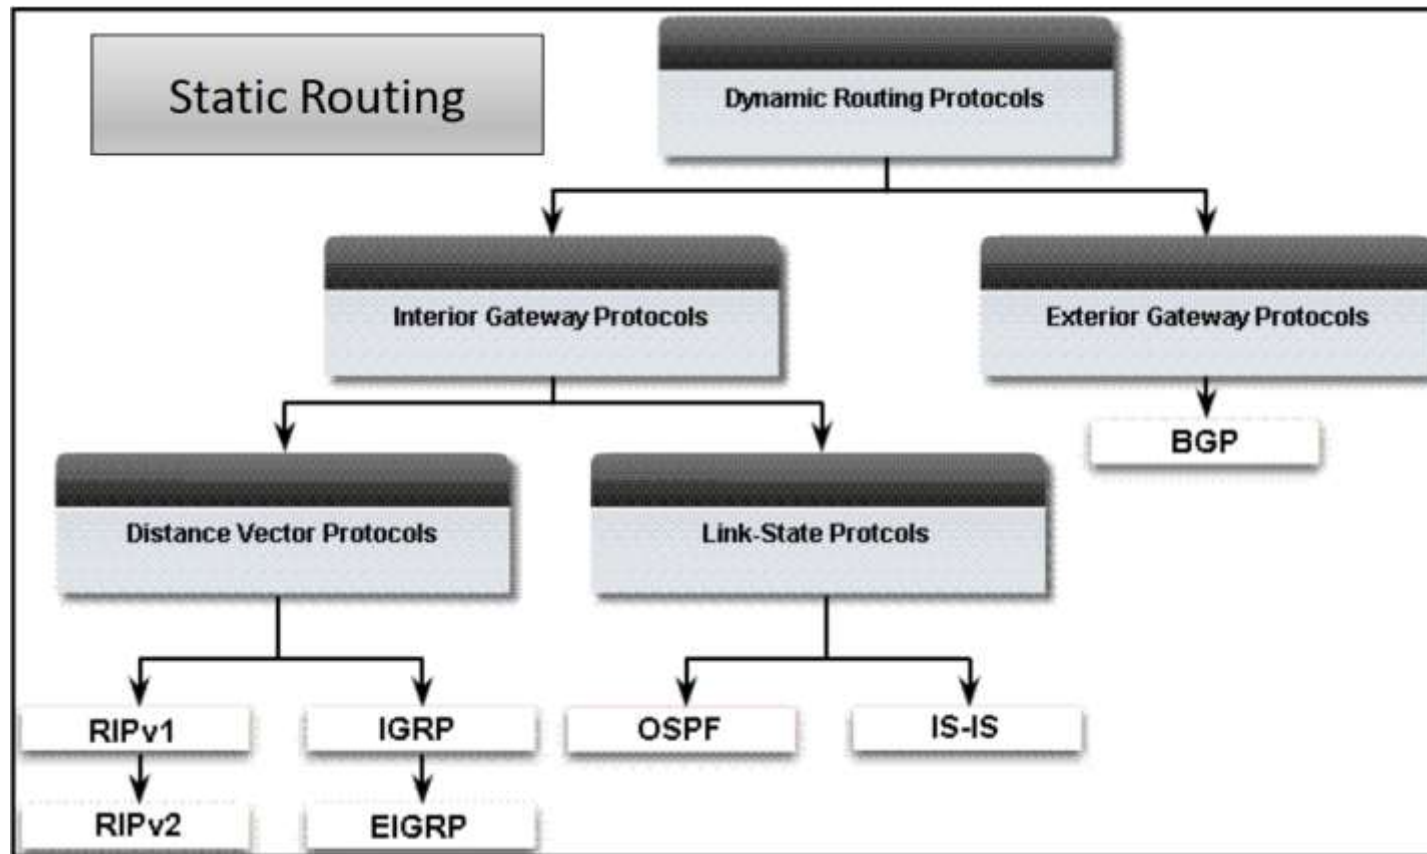 Static Routing
Dynamic Routing Protocols
Interior Gateway Protocols
Exterior Gateway Protocols
BGP
Distance Vector Protocols
Link-State Protcols
RIPv1
IGRP
OSPF
IS-IS
RIPv2
EIGRP